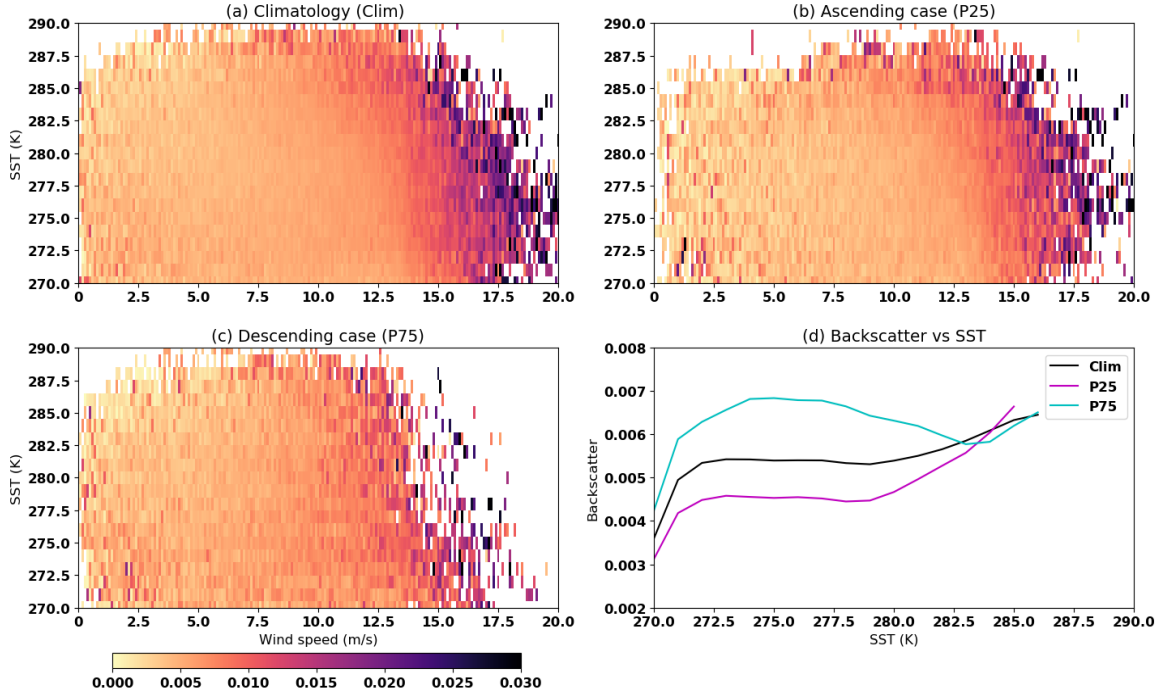 (a) Climatology (Clim)
290.0
287.5
285.0
282.5
280.0
277.5
275.0
272.5
270.0
SST (K)
0 2.5 5.0 7.5 10.0 12.5 15.0 17.5 20.0
(b) Ascending case (P25)
290.0
287.5
285.0
282.5
280.0
277.5
275.0
272.5
270.0
0 2.5 5.0 7.5 10.0 12.5 15.0 17.5 20.0
(c) Descending case (P75)
290.0
287.5
285.0
282.5
280.0
277.5
275.0
272.5
270.0
SST (K)
0 2.5 5.0 7.5 10.0 12.5 15.0 17.5 20.0
Wind speed (m/s)
0.000 0.005 0.010 0.015 0.020 0.025 0.030
(d) Backscatter vs SST
0.008
0.007
0.006
0.005
0.004
0.003
0.002
Backscatter
Clim
P25
P75
270.0 272.5 275.0 277.5 280.0 282.5 285.0 287.5 290.0
SST (K)